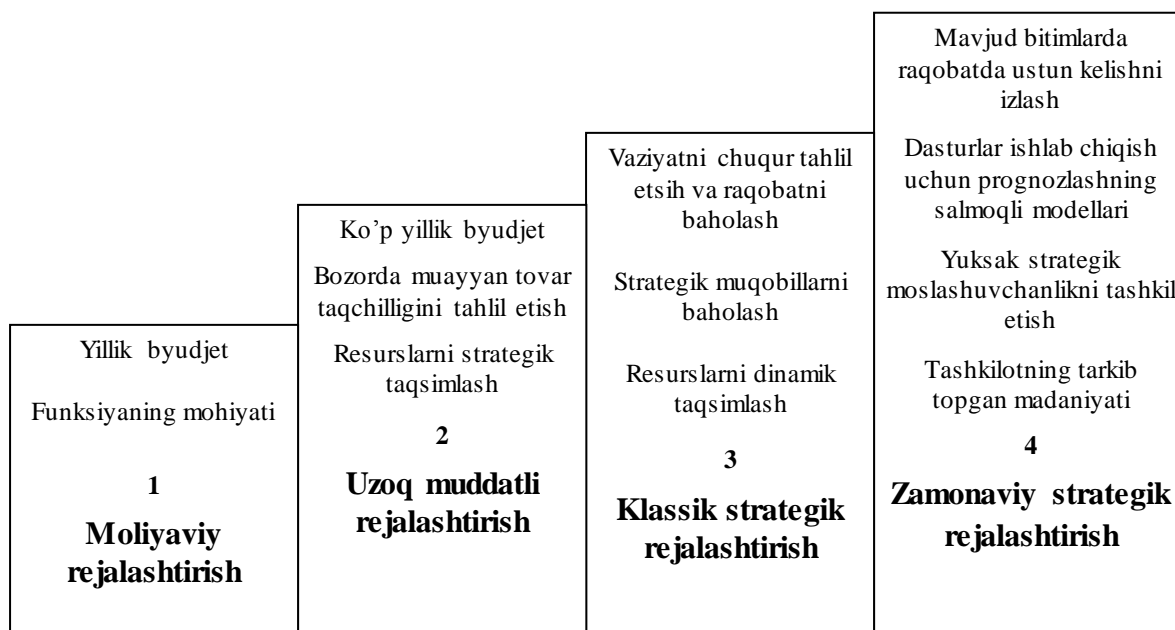 Yillik byudjet
Funksiyaning mohiyati
1
Moliyaviy
rejalashtirish
Ko’p yillik byudjet
Bozorda muayyan tovar
taqchilligini tahlil etish
Resurslarni strategik
taqsimlash
2
Uzoq muddatli
rejalashtirish
Vaziyatni chuqur tahlil
etsih va raqobatni
baholash
Strategik muqobillarni
baholash
Resurslarni dinamik
taqsimlash
3
Klassik strategik
rejalashtirish
Mavjud bitimlarda
raqobatda ustun kelishni
izlash
Dasturlar ishlab chiqish
uchun prognozlashning
salmoqli modellari
Yuksak strategik
moslashuvchanlikni tashkil
etish
Tashkilotning tarkib
topgan madaniyati
4
Zamonaviy strategik
rejalashtirish